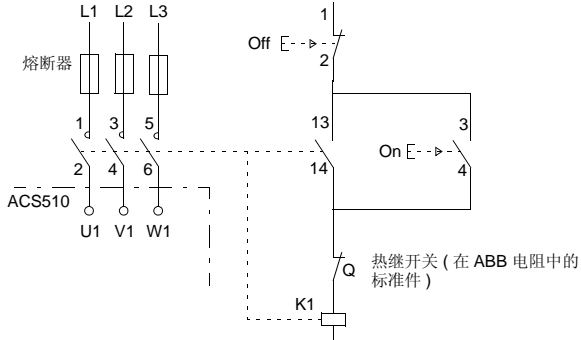 L1 L2 L3
熔断器
1 3 5
2 4 6
ACS510
U1 V1 W1
1
Off
2
13
14
3
On
4
Q
热继开关 ( 在 ABB 电阻中的
标准件 )
K1